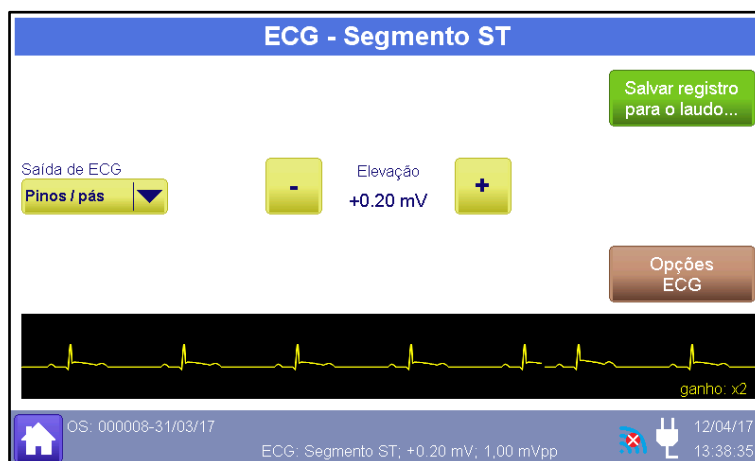 ECG - Segmento ST
Salvar registro
para o laudo...
Saída de ECG
Pinos / pás
-
Elevação
+0.20 mV
+
Opções
ECG
ganho: x2
OS: 000008-31/03/17
ECG: Segmento ST; +0.20 mV; 1,00 mVpp
12/04/17
13:38:35